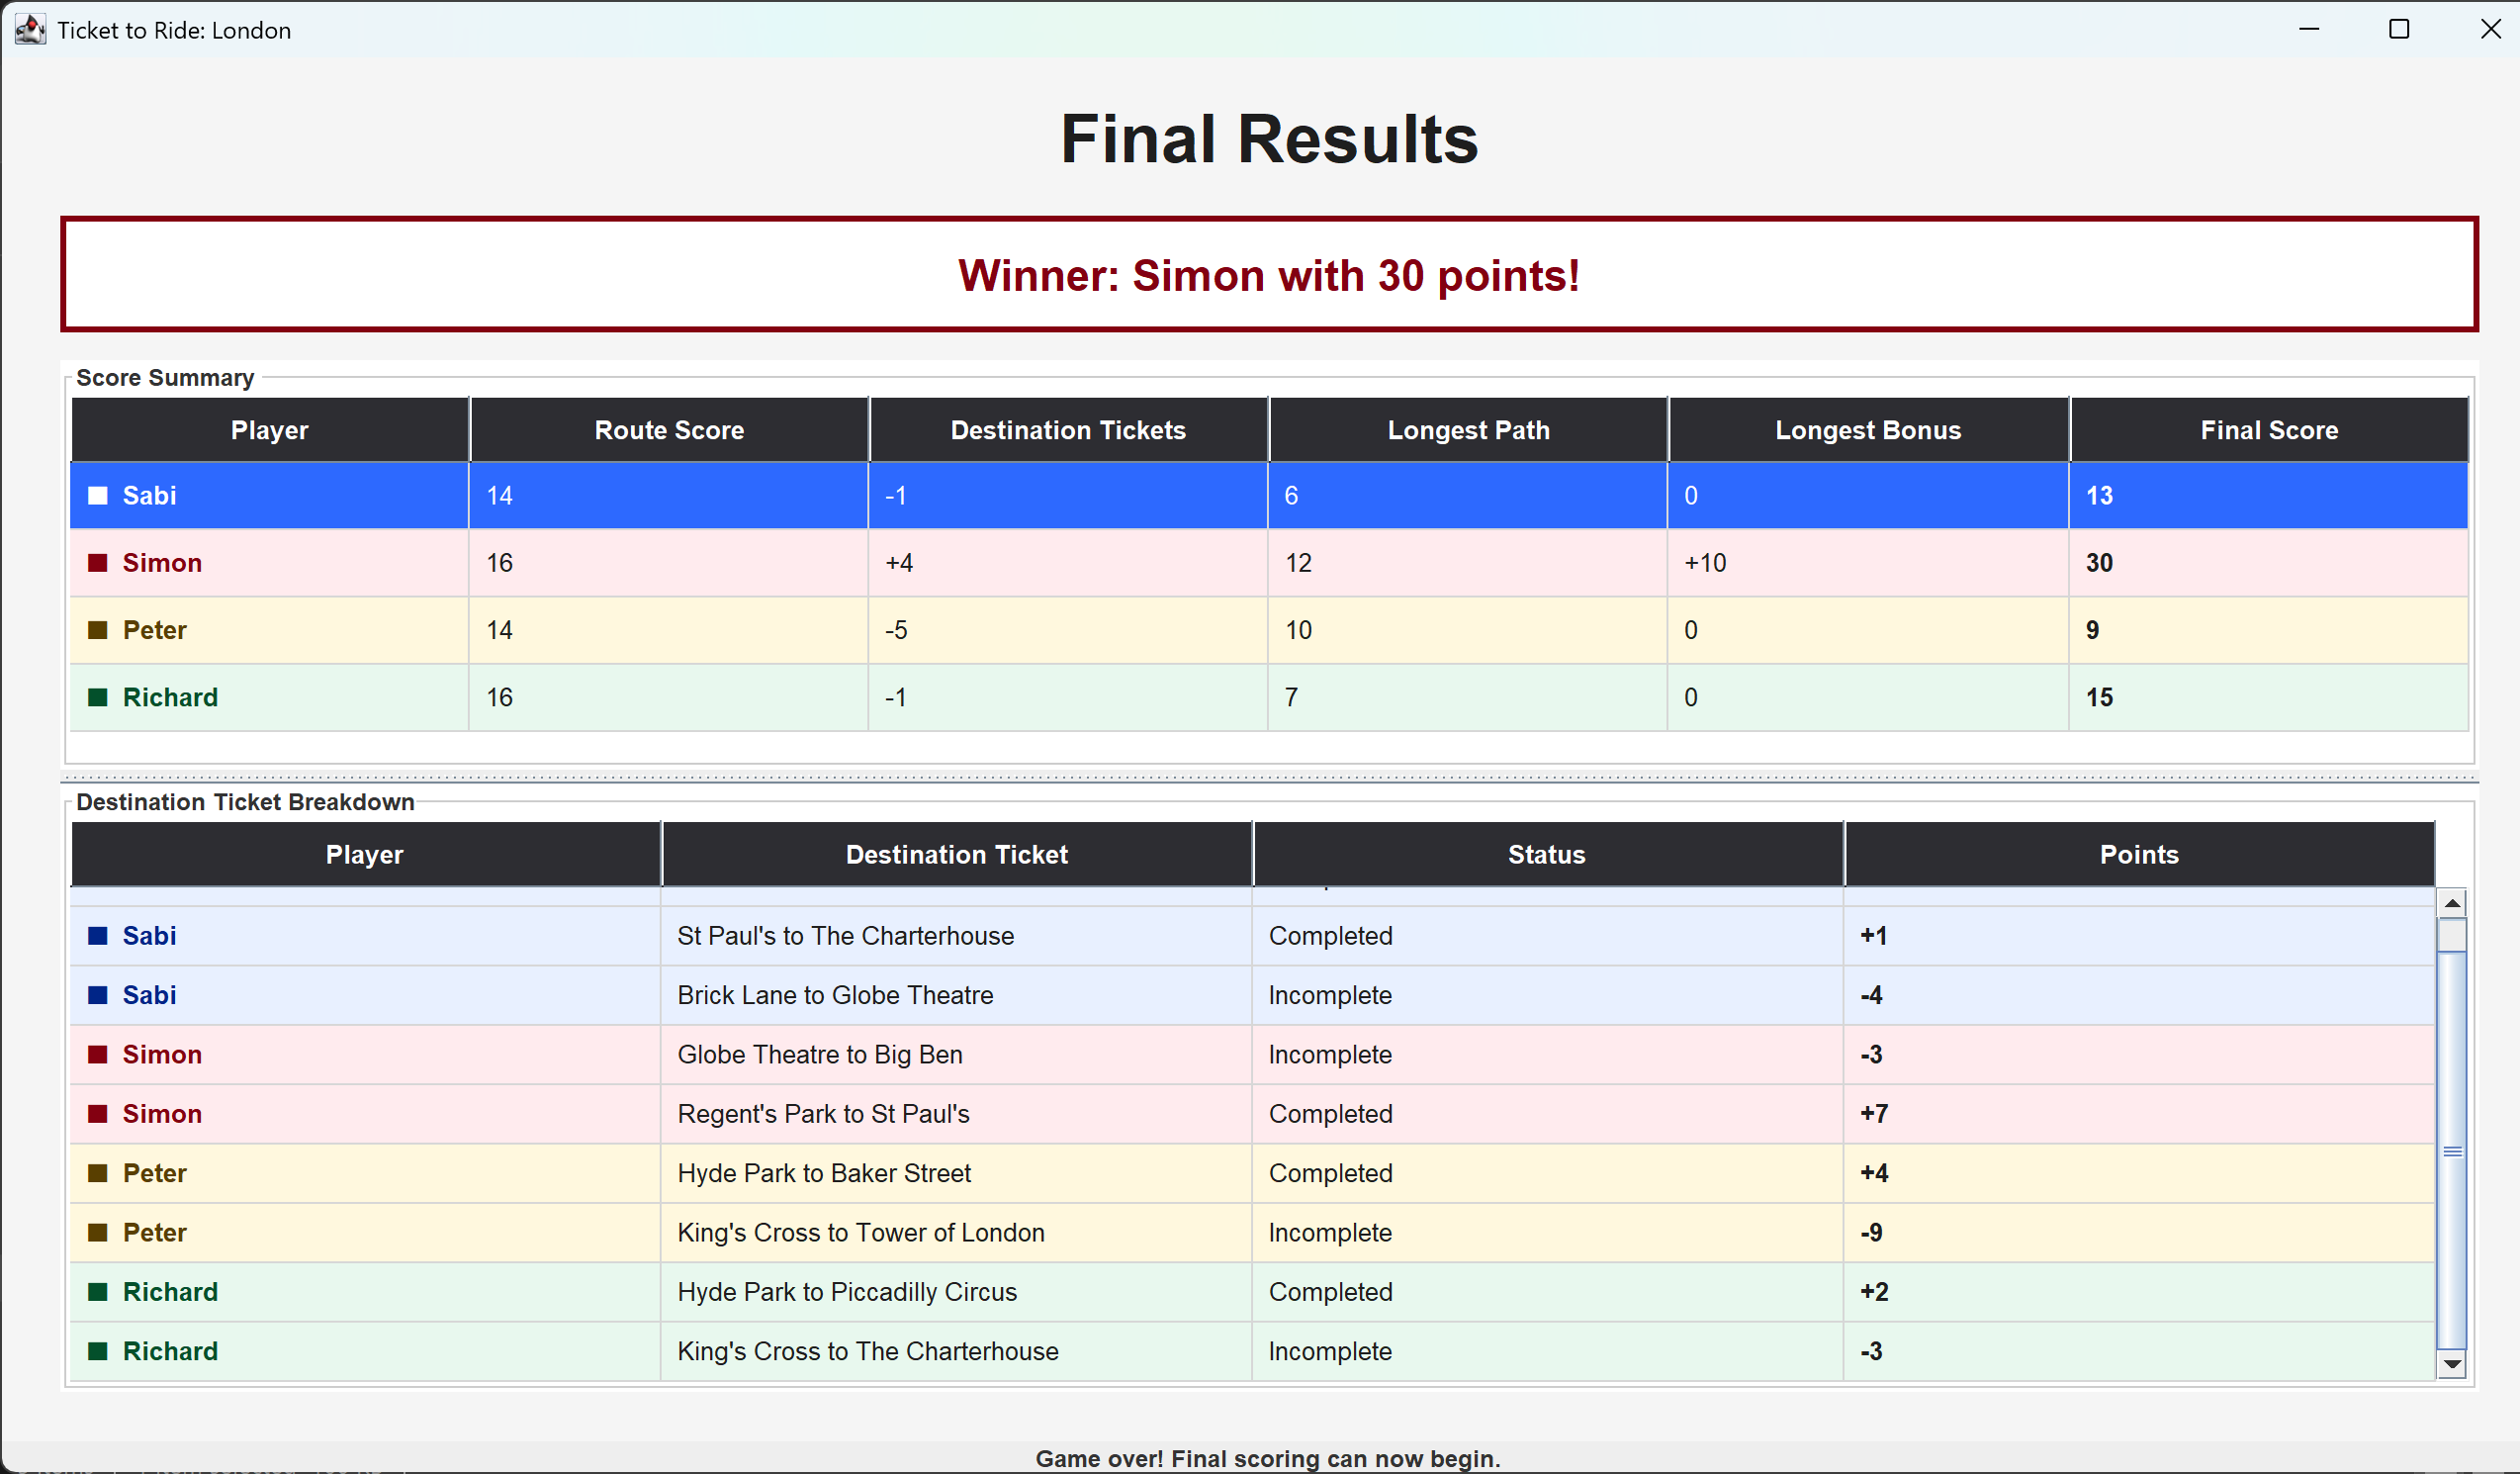 Ticket to Ride: London
Final Results
Winner: Simon with 30 points!
Score Summary
Player Route Score Destination Tickets Longest Path Longest Bonus Final Score
Sabi 14 -1 6 0 13
Simon 16 +4 12 +10 30
Peter 14 -5 10 0 9
Richard 16 -1 7 0 15
Destination Ticket Breakdown
Player Destination Ticket Status Points
Sabi St Paul's to The Charterhouse Completed +1
Sabi Brick Lane to Globe Theatre Incomplete -4
Simon Globe Theatre to Big Ben Incomplete -3
Simon Regent's Park to St Paul's Completed +7
Peter Hyde Park to Baker Street Completed +4
Peter King's Cross to Tower of London Incomplete -9
Richard Hyde Park to Piccadilly Circus Completed +2
Richard King's Cross to The Charterhouse Incomplete -3
Game over! Final scoring can now begin.